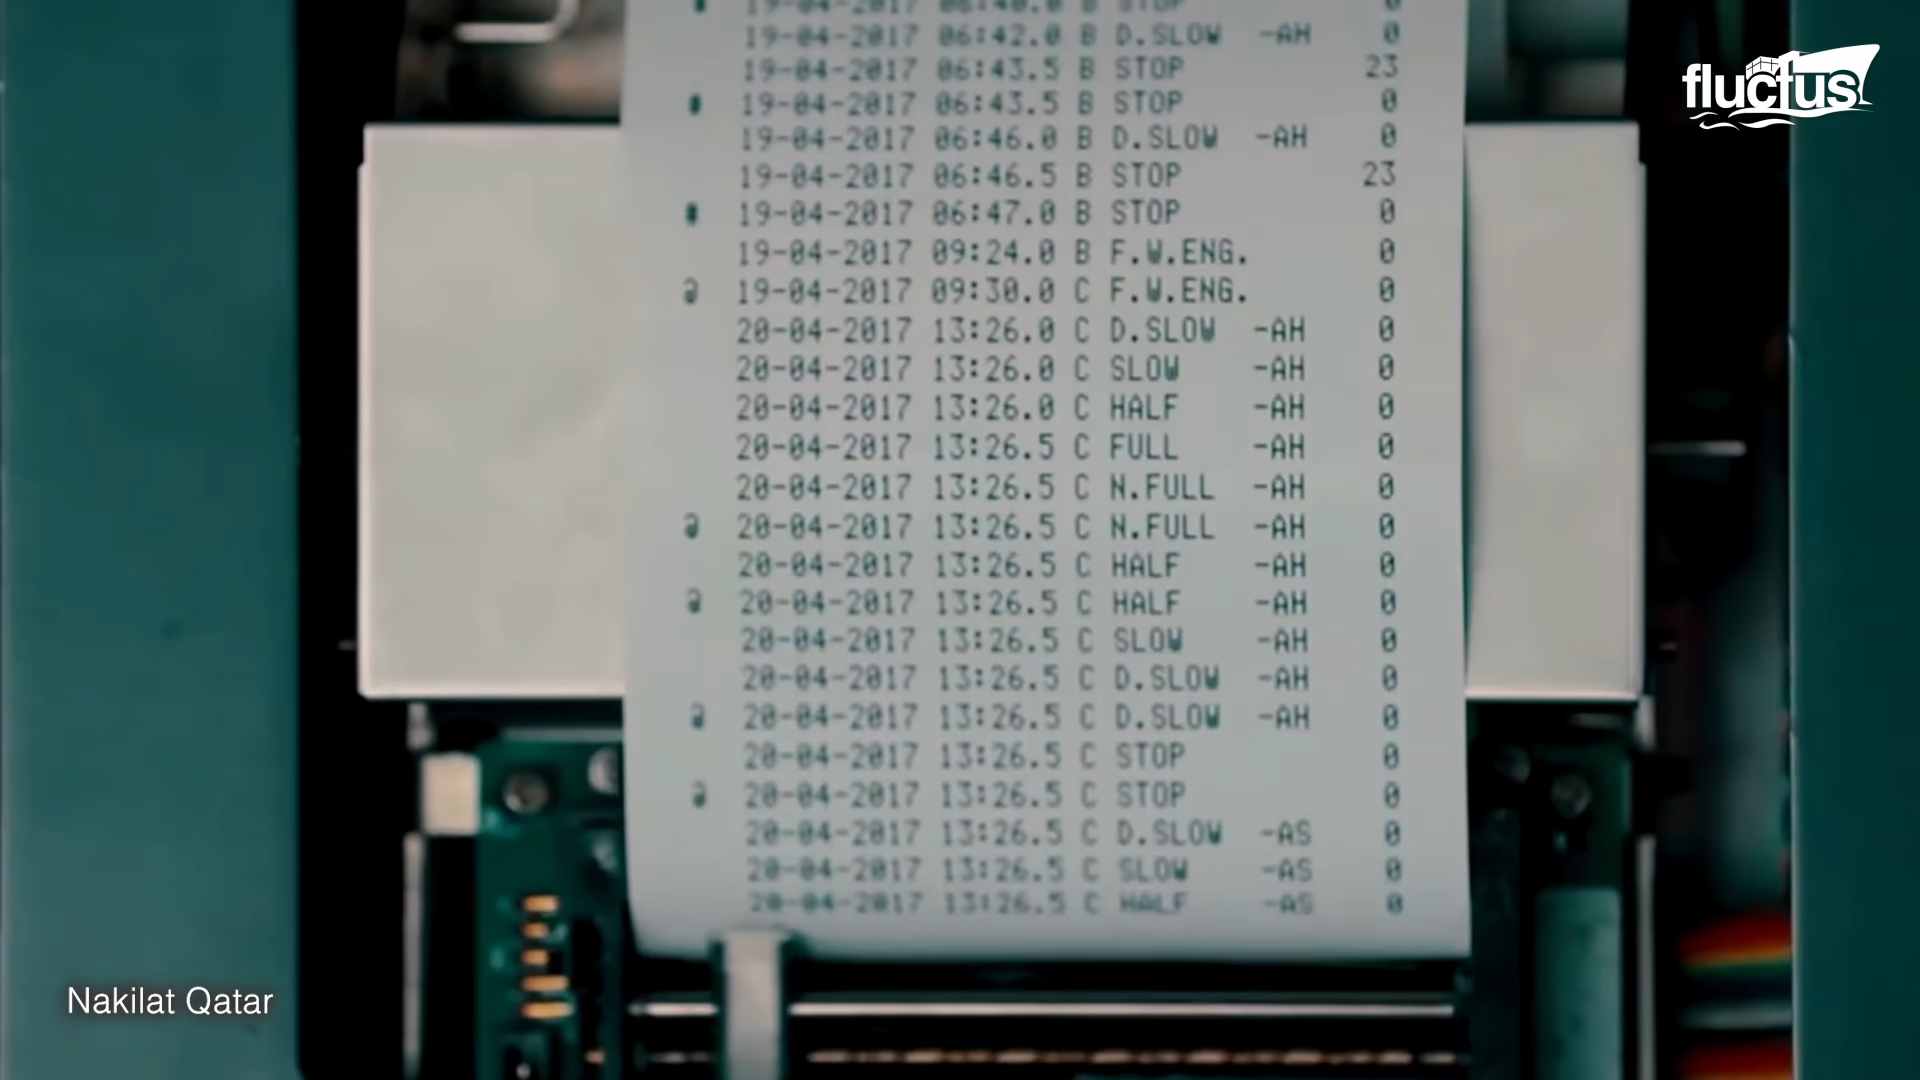 19-04-2017 06:40.0 B STOP 0
19-04-2017 06:42.0 B D.SLOW -AH 0
19-04-2017 06:43.5 B STOP 23
# 19-04-2017 06:43.5 B STOP 0
19-04-2017 06:46.0 B D.SLOW -AH 0
19-04-2017 06:46.5 B STOP 23
# 19-04-2017 06:47.0 B STOP 0
19-04-2017 09:24.0 B F.W.ENG. 0
19-04-2017 09:30.0 C F.W.ENG. 0
20-04-2017 13:26.0 C D.SLOW -AH 0
20-04-2017 13:26.0 C SLOW -AH 0
20-04-2017 13:26.0 C HALF -AH 0
20-04-2017 13:26.5 C FULL -AH 0
20-04-2017 13:26.5 C N.FULL -AH 0
20-04-2017 13:26.5 C N.FULL -AH 0
20-04-2017 13:26.5 C HALF -AH 0
20-04-2017 13:26.5 C HALF -AH 0
20-04-2017 13:26.5 C SLOW -AH 0
20-04-2017 13:26.5 C D.SLOW -AH 0
20-04-2017 13:26.5 C D.SLOW -AH 0
20-04-2017 13:26.5 C STOP 0
20-04-2017 13:26.5 C STOP 0
20-04-2017 13:26.5 C D.SLOW -AS 0
20-04-2017 13:26.5 C SLOW -AS 0
20-04-2017 13:26.5 C HALF -AS 0
fluctus
Nakilat Qatar